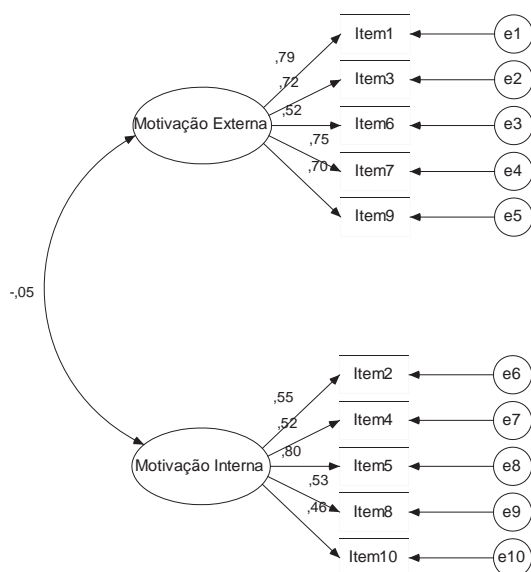 Item1
e1
,79
Item3
e2
,72
Motivação Externa
,52
Item6
e3
,75
Item7
e4
,70
Item9
e5
-,05
Item2
e6
,55
Item4
e7
,52
Motivação Interna
,80
Item5
e8
,53
Item8
e9
,46
Item10
e10